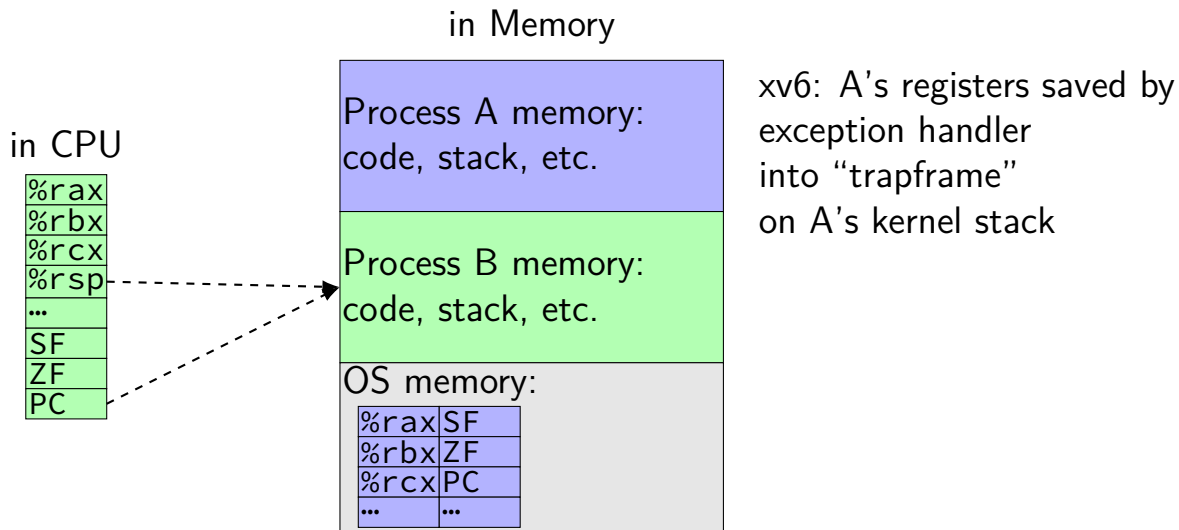 in Memory
in CPU
%rax
%rbx
%rcx
%rsp
…
SF
ZF
PC
Process A memory:
code, stack, etc.
Process B memory:
code, stack, etc.
OS memory:
%rax SF
%rbx ZF
%rcx PC
… …
xv6: A’s registers saved by
exception handler
into “trapframe”
on A’s kernel stack